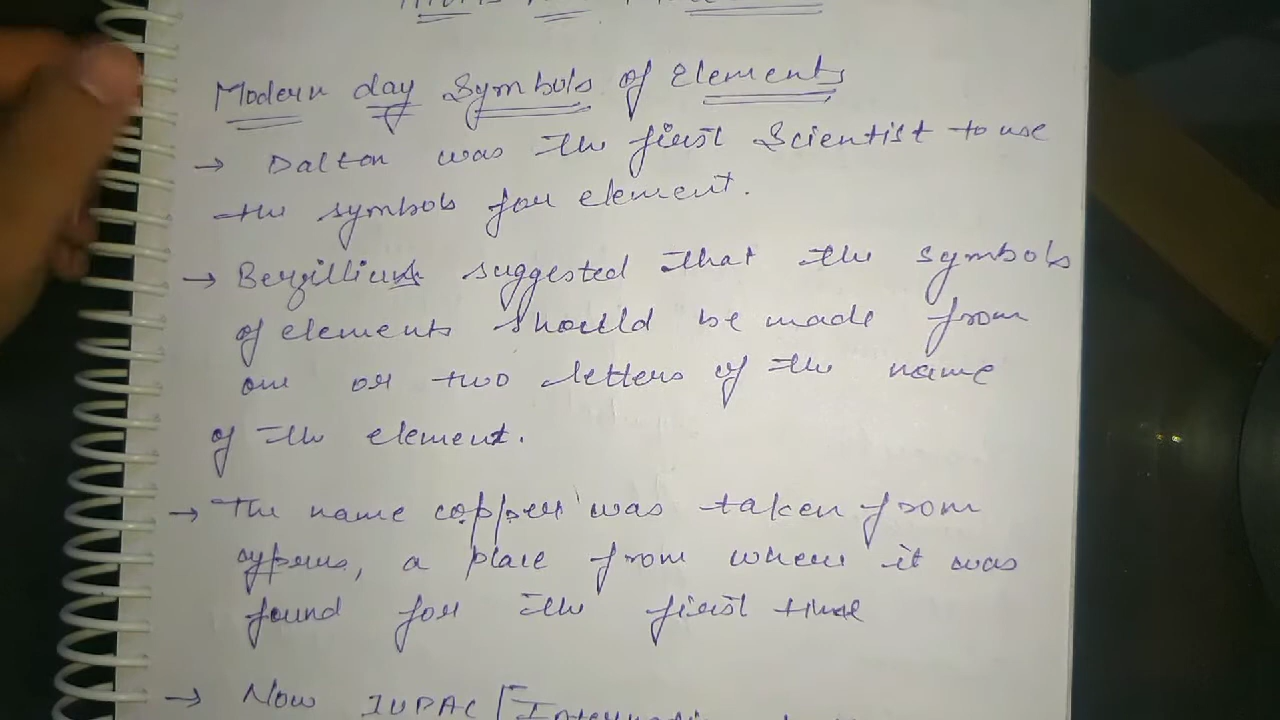 Modern day Symbols of Elements
→ Dalton was the first Scientist to use
the symbols for element.
→ Berzillius suggested that the symbols
of elements should be made from
one or two letters of the name
of the element.
→ The name copper was taken from
cyprus, a place from where it was
found for the first time
→ Now IUPAC